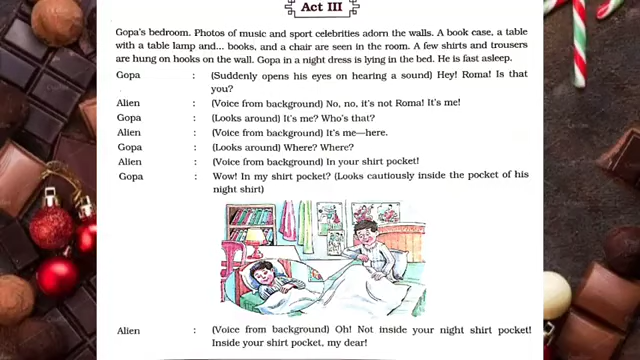 Act III
Gopa's bedroom. Photos of music and sport celebrities adorn the walls. A book case, a table
with a table lamp and... books, and a chair are seen in the room. A few shirts and trousers
are hung on hooks on the wall. Gopa in a night dress is lying in the bed. He is fast asleep.
Gopa : (Suddenly opens his eyes on hearing a sound) Hey! Roma! Is that
you?
Alien : (Voice from background) No, no, it's not Roma! It's me!
Gopa : (Looks around) It's me? Who's that?
Alien : (Voice from background) It's me—here.
Gopa : (Looks around) Where? Where?
Alien : (Voice from background) In your shirt pocket!
Gopa : Wow! In my shirt pocket? (Looks cautiously inside the pocket of his
night shirt)
Alien : (Voice from background) Oh! Not inside your night shirt pocket!
Inside your shirt pocket, my dear!